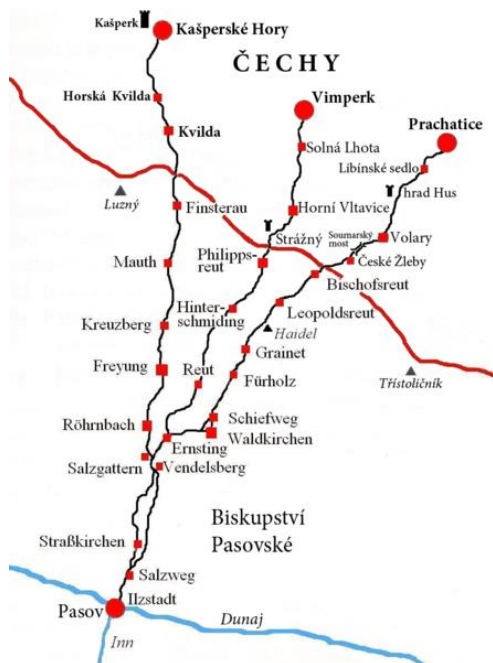 Kašperk
Kašperské Hory
ČECHY
Horská Kvilda
Vimperk
Prachatice
Kvilda
Solná Lhota
Libínské sedlo
hrad Hus
Luzný
Finsterau
Horní Vltavice
Soumarský
most
Volary
Strážný
Mauth
Philipps-
reut
České Žleby
Bischofsreut
Hinter-
schmiding
Leopoldsreut
Kreuzberg
Haidel
Grainet
Freyung
Reut
Fürholz
Třístoličník
Röhrnbach
Schiefweg
Waldkirchen
Ernsting
Salzgattern
Vendelsberg
Biskupství
Pasovské
Straßkirchen
Salzweg
Ilzstadt
Pasov
Dunaj
Inn